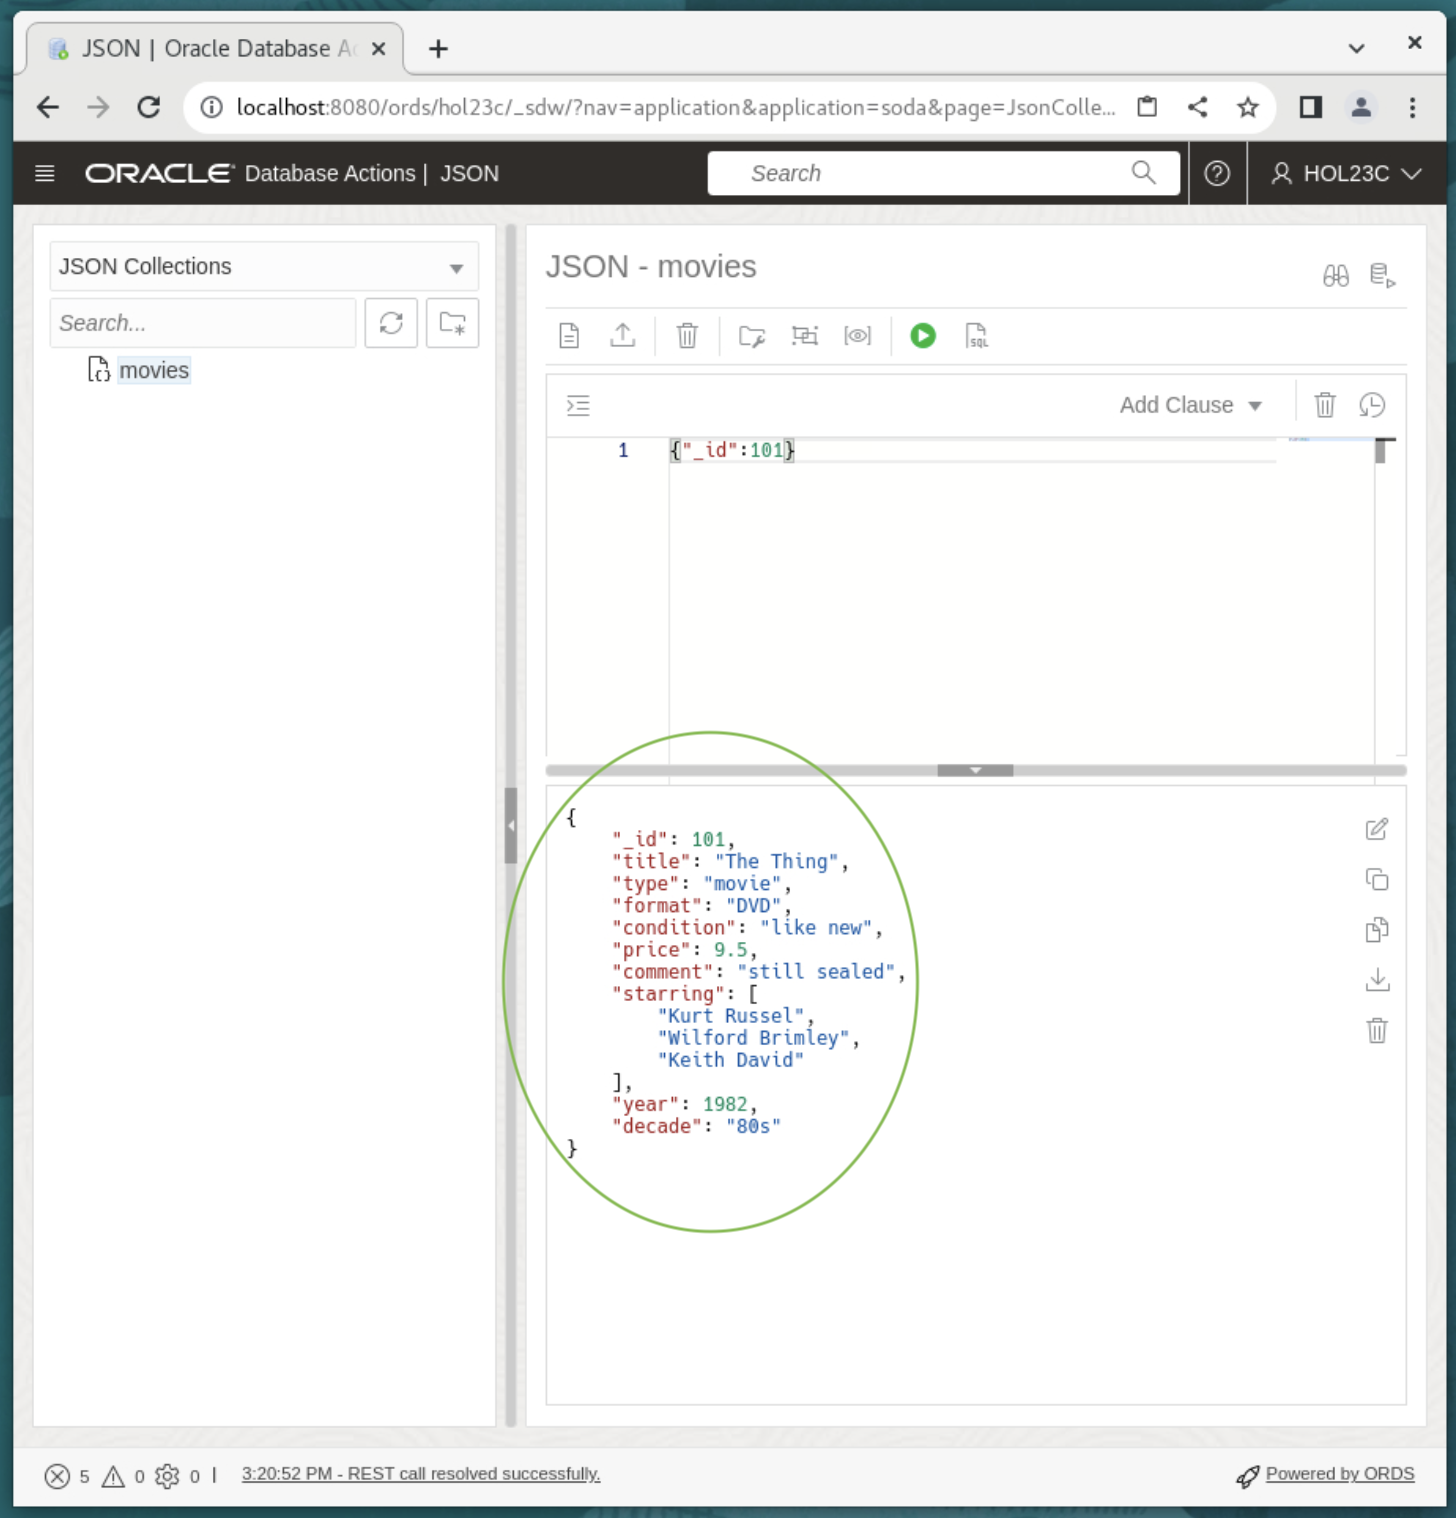 JSON | Oracle Database A
localhost:8080/ords/hol23c/_sdw/?nav=application&application=soda&page=JsonColle...
ORACLE Database Actions | JSON
Search
HOL23C
JSON Collections
Search...
movies
JSON - movies
SQL
Add Clause
1 {"_id":101}
{
"_id": 101,
"title": "The Thing",
"type": "movie",
"format": "DVD",
"condition": "like new",
"price": 9.5,
"comment": "still sealed",
"starring": [
"Kurt Russel",
"Wilford Brimley",
"Keith David"
],
"year": 1982,
"decade": "80s"
}
5 0 0 | 3:20:52 PM - REST call resolved successfully.
Powered by ORDS